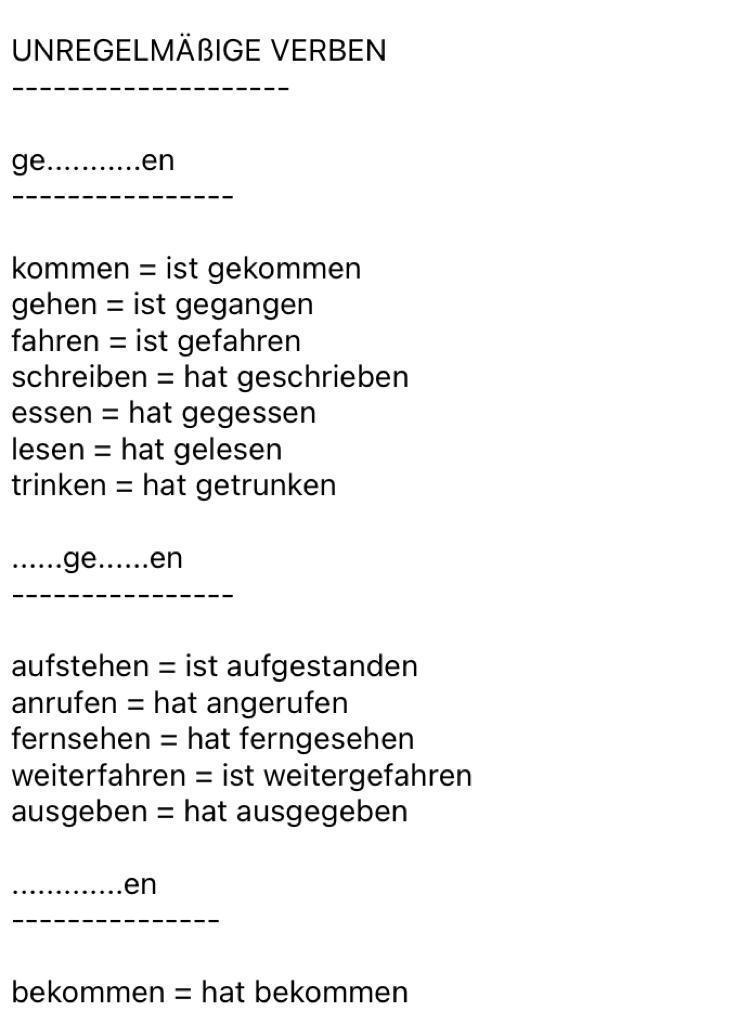 UNREGELMÄßIGE VERBEN
--------------------
ge...........en
----------------
kommen = ist gekommen
gehen = ist gegangen
fahren = ist gefahren
schreiben = hat geschrieben
essen = hat gegessen
lesen = hat gelesen
trinken = hat getrunken
......ge......en
----------------
aufstehen = ist aufgestanden
anrufen = hat angerufen
fernsehen = hat ferngesehen
weiterfahren = ist weitergefahren
ausgeben = hat ausgegeben
.............en
---------------
bekommen = hat bekommen